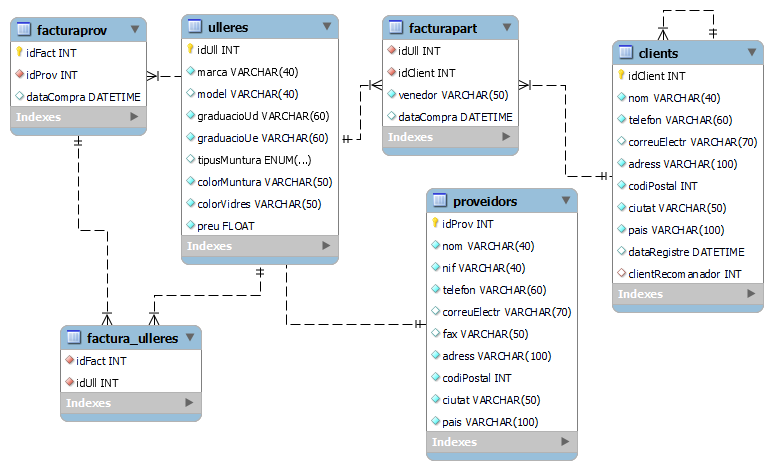 facturaprov
idFact INT
idProv INT
dataCompra DATETIME
Indexes
ulleres
idUll INT
marca VARCHAR(40)
model VARCHAR(40)
graduacioUd VARCHAR(60)
graduacioUe VARCHAR(60)
tipusMuntura ENUM(...)
colorMuntura VARCHAR(50)
colorVidres VARCHAR(50)
preu FLOAT
Indexes
facturapart
idUll INT
idClient INT
venedor VARCHAR(50)
dataCompra DATETIME
Indexes
clients
idClient INT
nom VARCHAR(40)
telefon VARCHAR(60)
correuElectr VARCHAR(70)
adress VARCHAR(100)
codiPostal INT
ciutat VARCHAR(50)
pais VARCHAR(100)
dataRegistre DATETIME
clientRecomanador INT
Indexes
proveidors
idProv INT
nom VARCHAR(40)
nif VARCHAR(40)
telefon VARCHAR(60)
correuElectr VARCHAR(70)
fax VARCHAR(50)
adress VARCHAR(100)
codiPostal INT
ciutat VARCHAR(50)
pais VARCHAR(100)
Indexes
factura_ulleres
idFact INT
idUll INT
Indexes